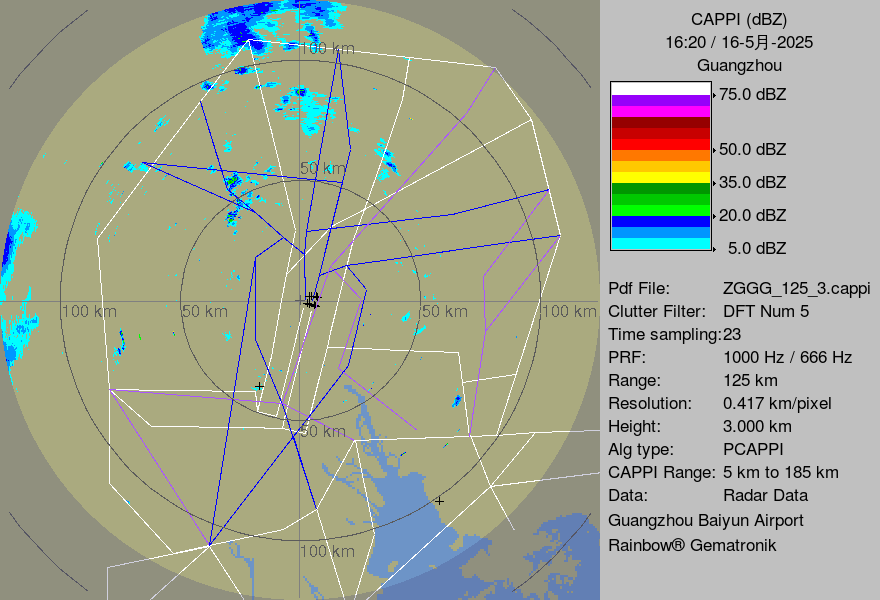 CAPPI (dBZ)
16:20 / 16-5月-2025
Guangzhou
75.0 dBZ
50.0 dBZ
35.0 dBZ
20.0 dBZ
5.0 dBZ
Pdf File: ZGGG_125_3.cappi
Clutter Filter: DFT Num 5
Time sampling:23
PRF: 1000 Hz / 666 Hz
Range: 125 km
Resolution: 0.417 km/pixel
Height: 3.000 km
Alg type: PCAPPI
CAPPI Range: 5 km to 185 km
Data: Radar Data
Guangzhou Baiyun Airport
Rainbow® Gematronik
100 km
50 km
100 km
50 km
50 km
100 km
50 km
100 km